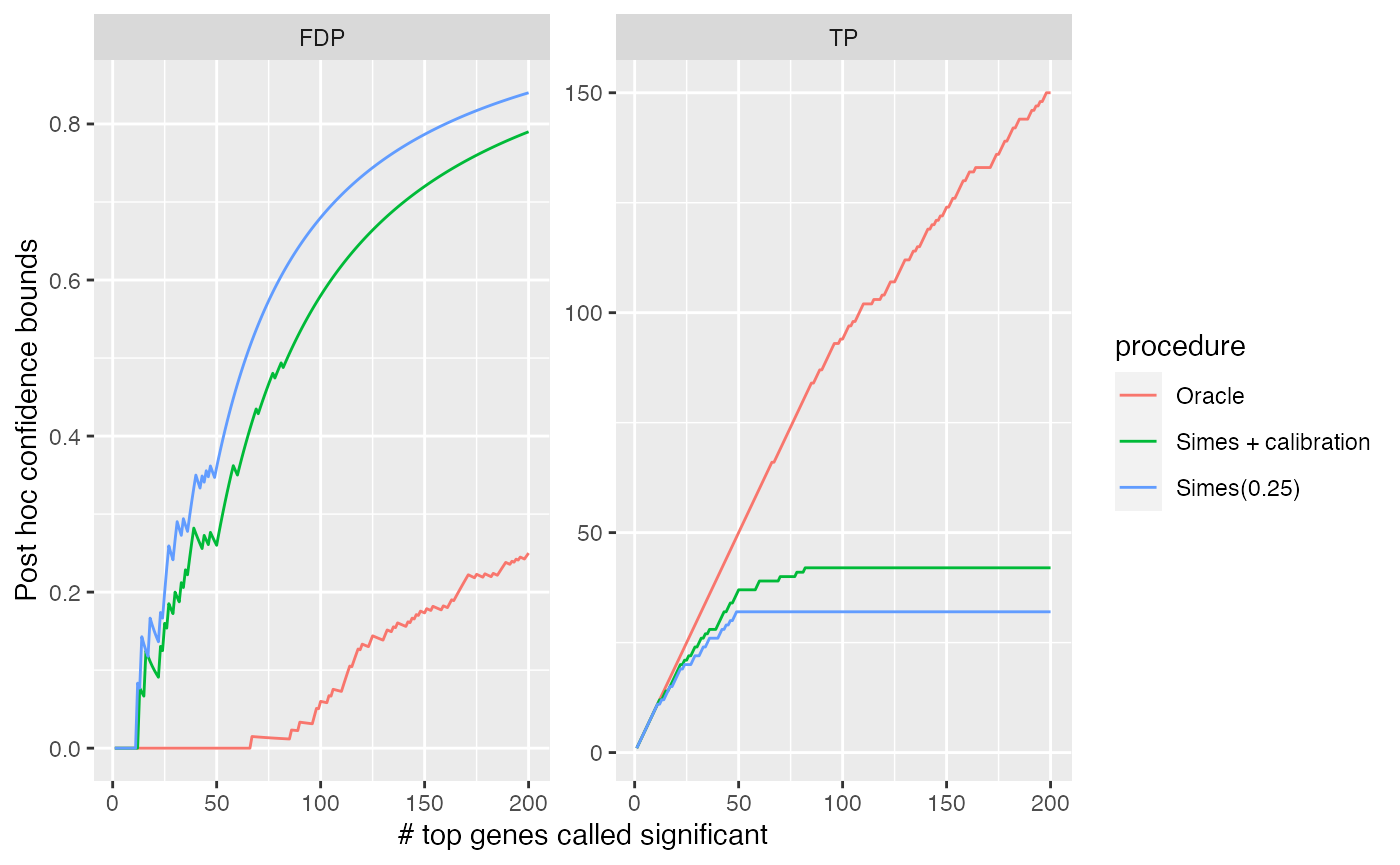 FDP
TP
Post hoc confidence bounds
0.8
0.6
0.4
0.2
0.0
150
100
50
0
0 50 100 150 200
0 50 100 150 200
# top genes called significant
procedure
Oracle
Simes + calibration
Simes(0.25)